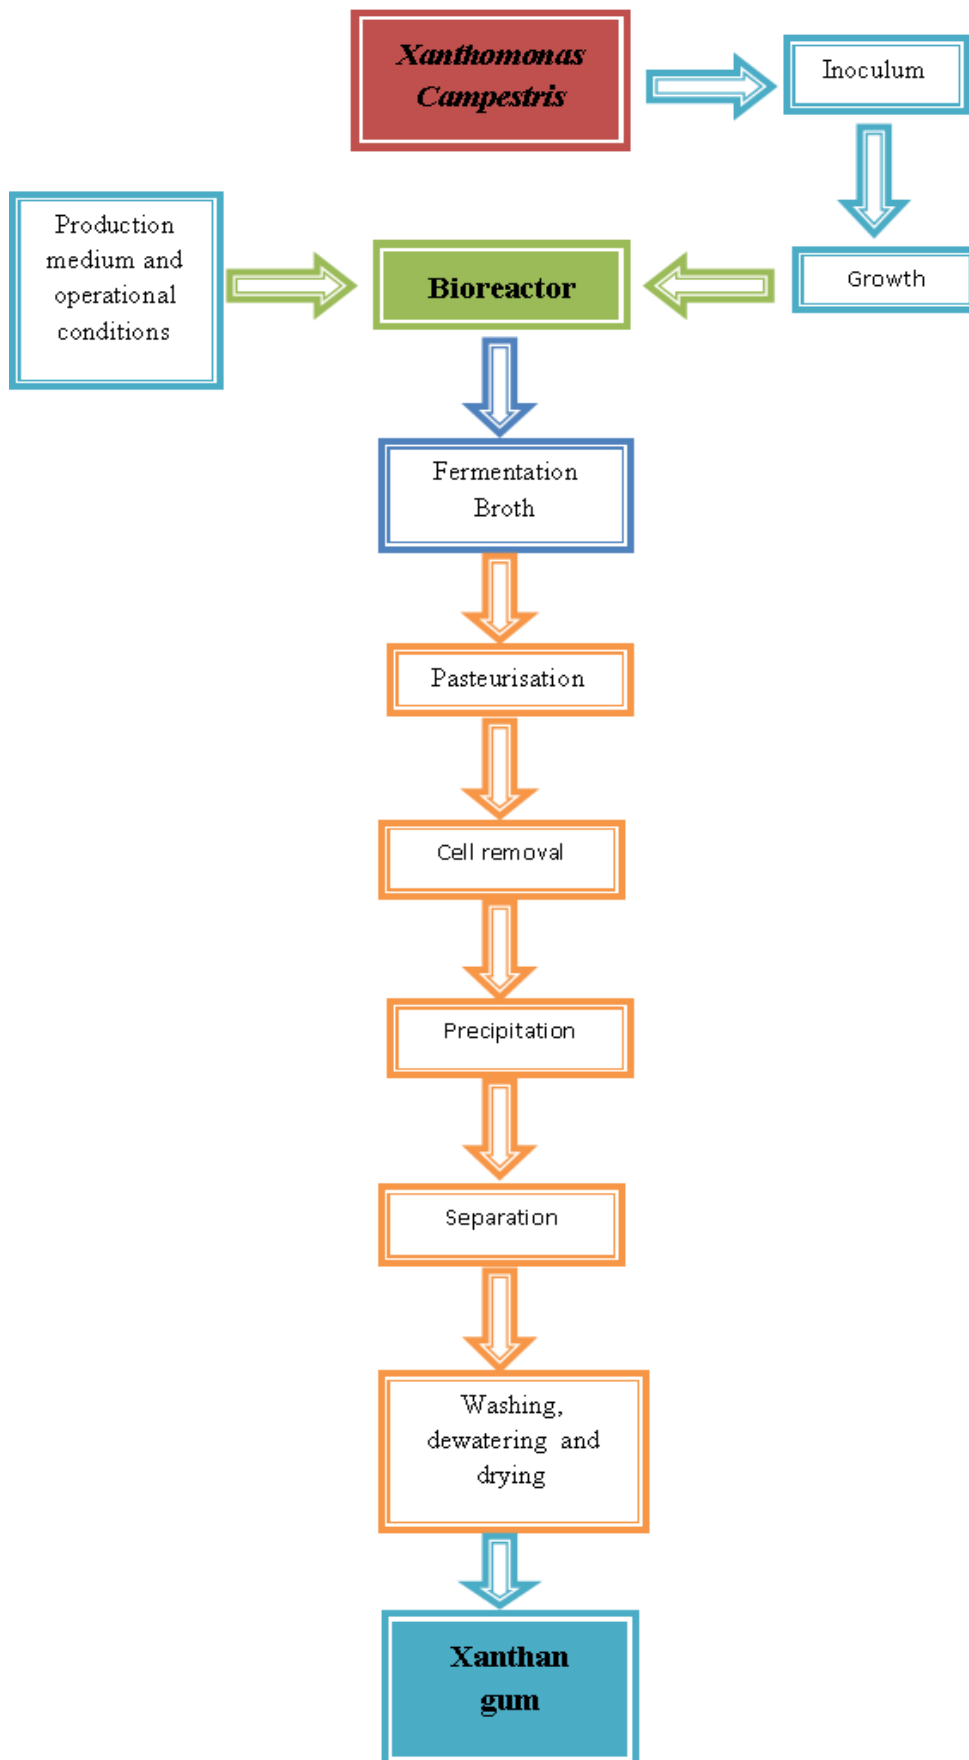 Xanthomonas
Campestris
Inoculum
Production
medium and
operational
conditions
Bioreactor
Growth
Fermentation
Broth
Pasteurisation
Cell removal
Precipitation
Separation
Washing,
dewatering and
drying
Xanthan
gum